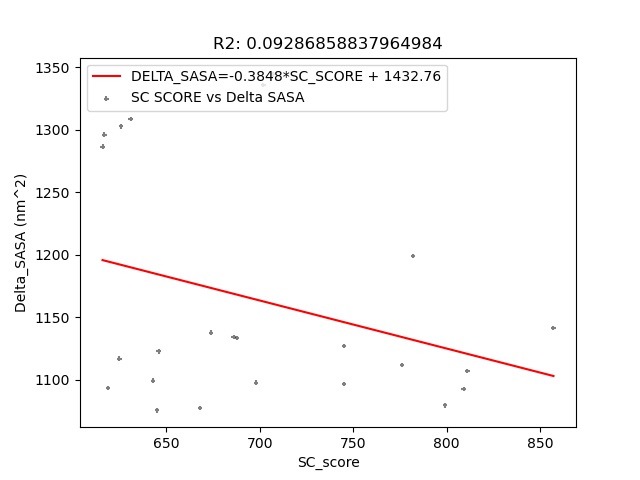 R2: 0.09286858837964984
DELTA_SASA=-0.3848*SC_SCORE + 1432.76
SC SCORE vs Delta SASA
Delta_SASA (nm^2)
1350
1300
1250
1200
1150
1100
650
700
750
800
850
SC_score